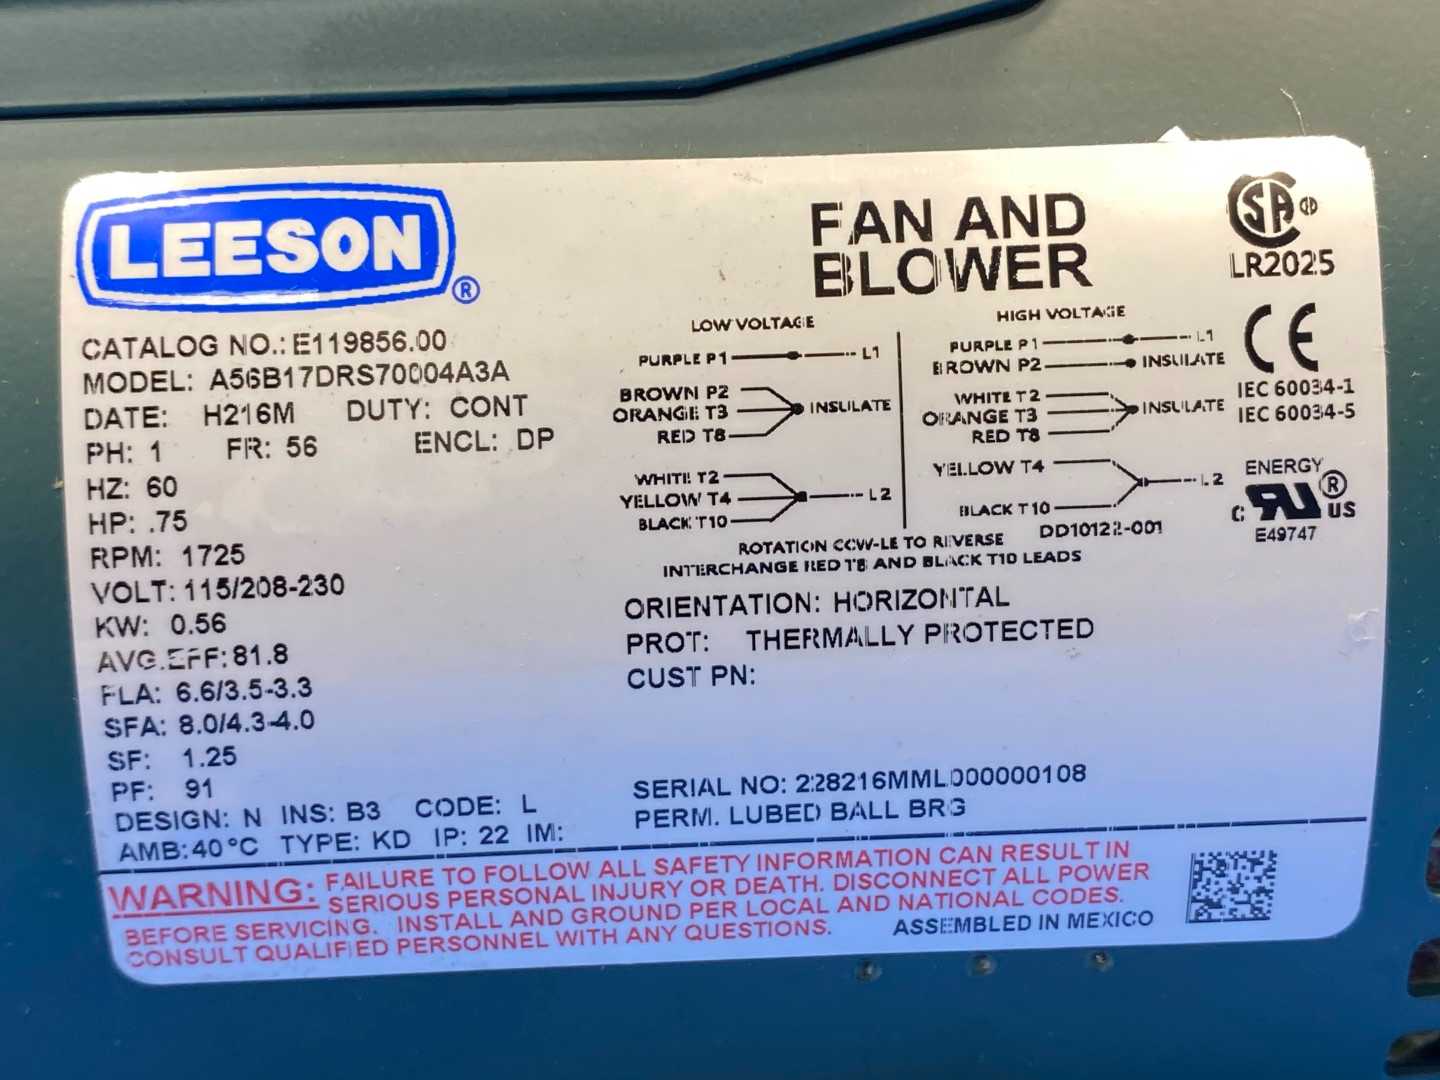 LEESON ®
FAN AND
BLOWER
CSA ®
LR2025
CE
IEC 60034-1
IEC 60034-5
ENERGY
C RU ® US
E49747
CATALOG NO.: E119856.00
MODEL: A56B17DRS70004A3A
DATE: H216M DUTY: CONT
PH: 1 FR: 56 ENCL: DP
HZ: 60
HP: .75
RPM: 1725
VOLT: 115/208-230
KW: 0.56
AVG.EFF: 81.8
FLA: 6.6/3.5-3.3
SFA: 8.0/4.3-4.0
SF: 1.25
PF: 91
DESIGN: N INS: B3 CODE: L
AMB: 40°C TYPE: KD IP: 22 IM:
LOW VOLTAGE
PURPLE P1 L1
BROWN P2
ORANGE T3 INSULATE
RED T8
WHITE T2
YELLOW T4 L2
BLACK T10
HIGH VOLTAGE
PURPLE P1 L1
BROWN P2 INSULATE
WHITE T2
ORANGE T3 INSULATE
RED T8
YELLOW T4
L2
BLACK T10
DD10122-001
ROTATION CCW-LE TO REVERSE
INTERCHANGE RED T8 AND BLACK T10 LEADS
ORIENTATION: HORIZONTAL
PROT: THERMALLY PROTECTED
CUST PN:
SERIAL NO: 228216MML000000108
PERM. LUBED BALL BRG
WARNING: FAILURE TO FOLLOW ALL SAFETY INFORMATION CAN RESULT IN
SERIOUS PERSONAL INJURY OR DEATH. DISCONNECT ALL POWER
BEFORE SERVICING. INSTALL AND GROUND PER LOCAL AND NATIONAL CODES.
CONSULT QUALIFIED PERSONNEL WITH ANY QUESTIONS. ASSEMBLED IN MEXICO